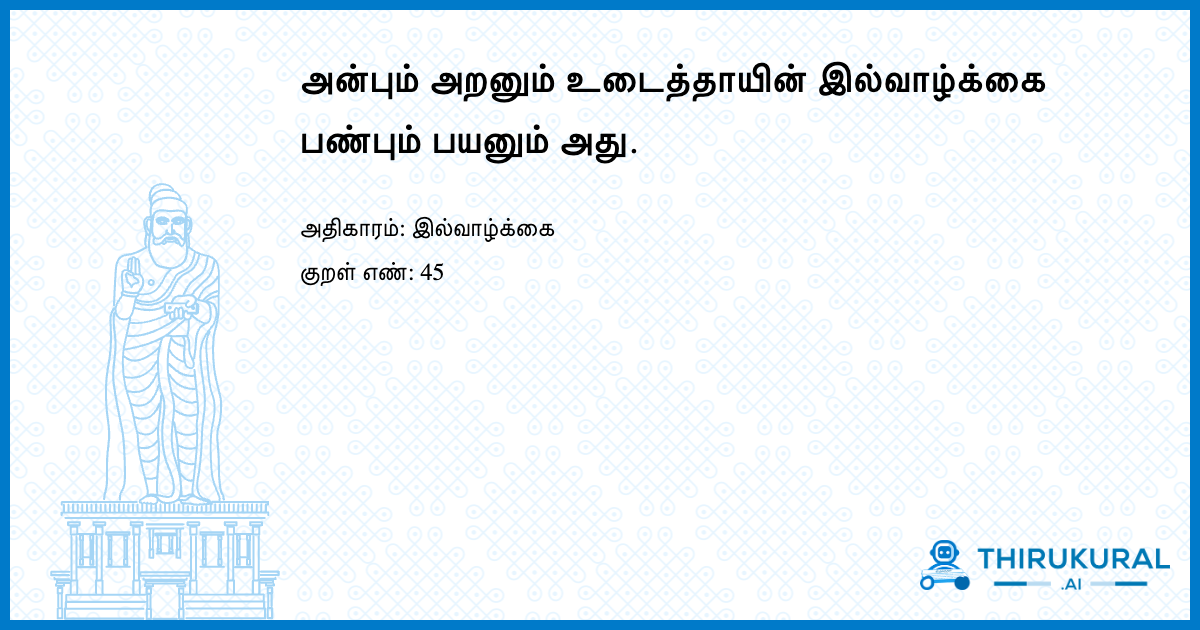 அன்பும் அறனும் உடைத்தாயின் இல்வாழ்க்கை
பண்பும் பயனும் அது.
அதிகாரம்: இல்வாழ்க்கை
குறள் எண்: 45
THIRUKURAL
.AI